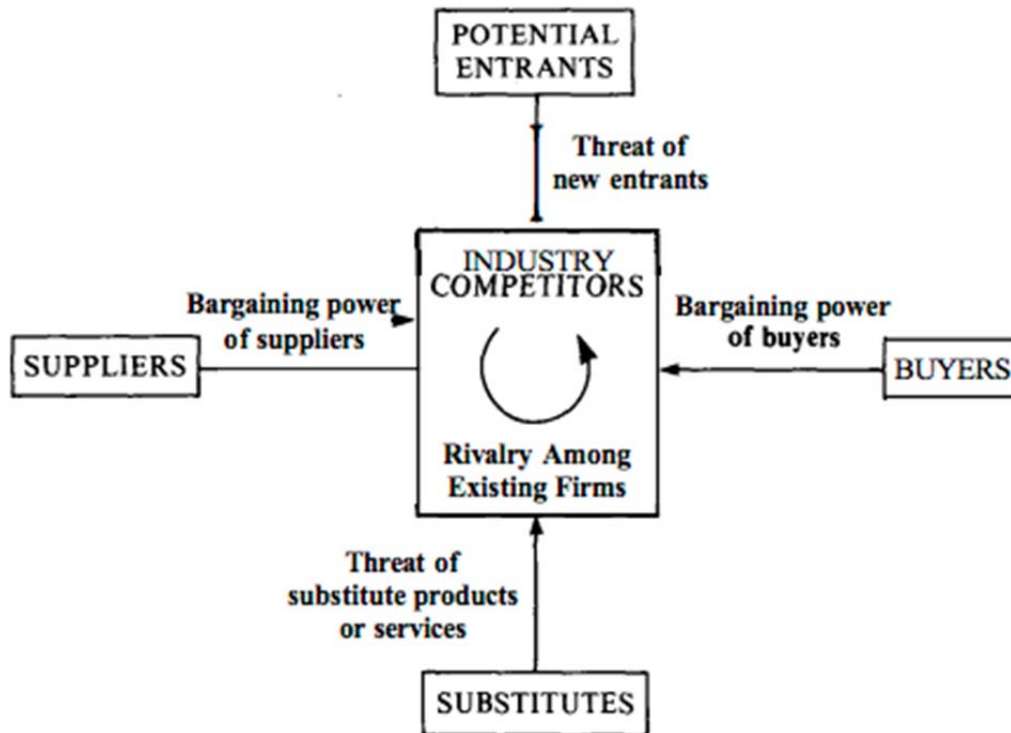 POTENTIAL
ENTRANTS
Threat of
new entrants
INDUSTRY
COMPETITORS
Bargaining power
of suppliers
Bargaining power
of buyers
SUPPLIERS
BUYERS
Rivalry Among
Existing Firms
Threat of
substitute products
or services
SUBSTITUTES